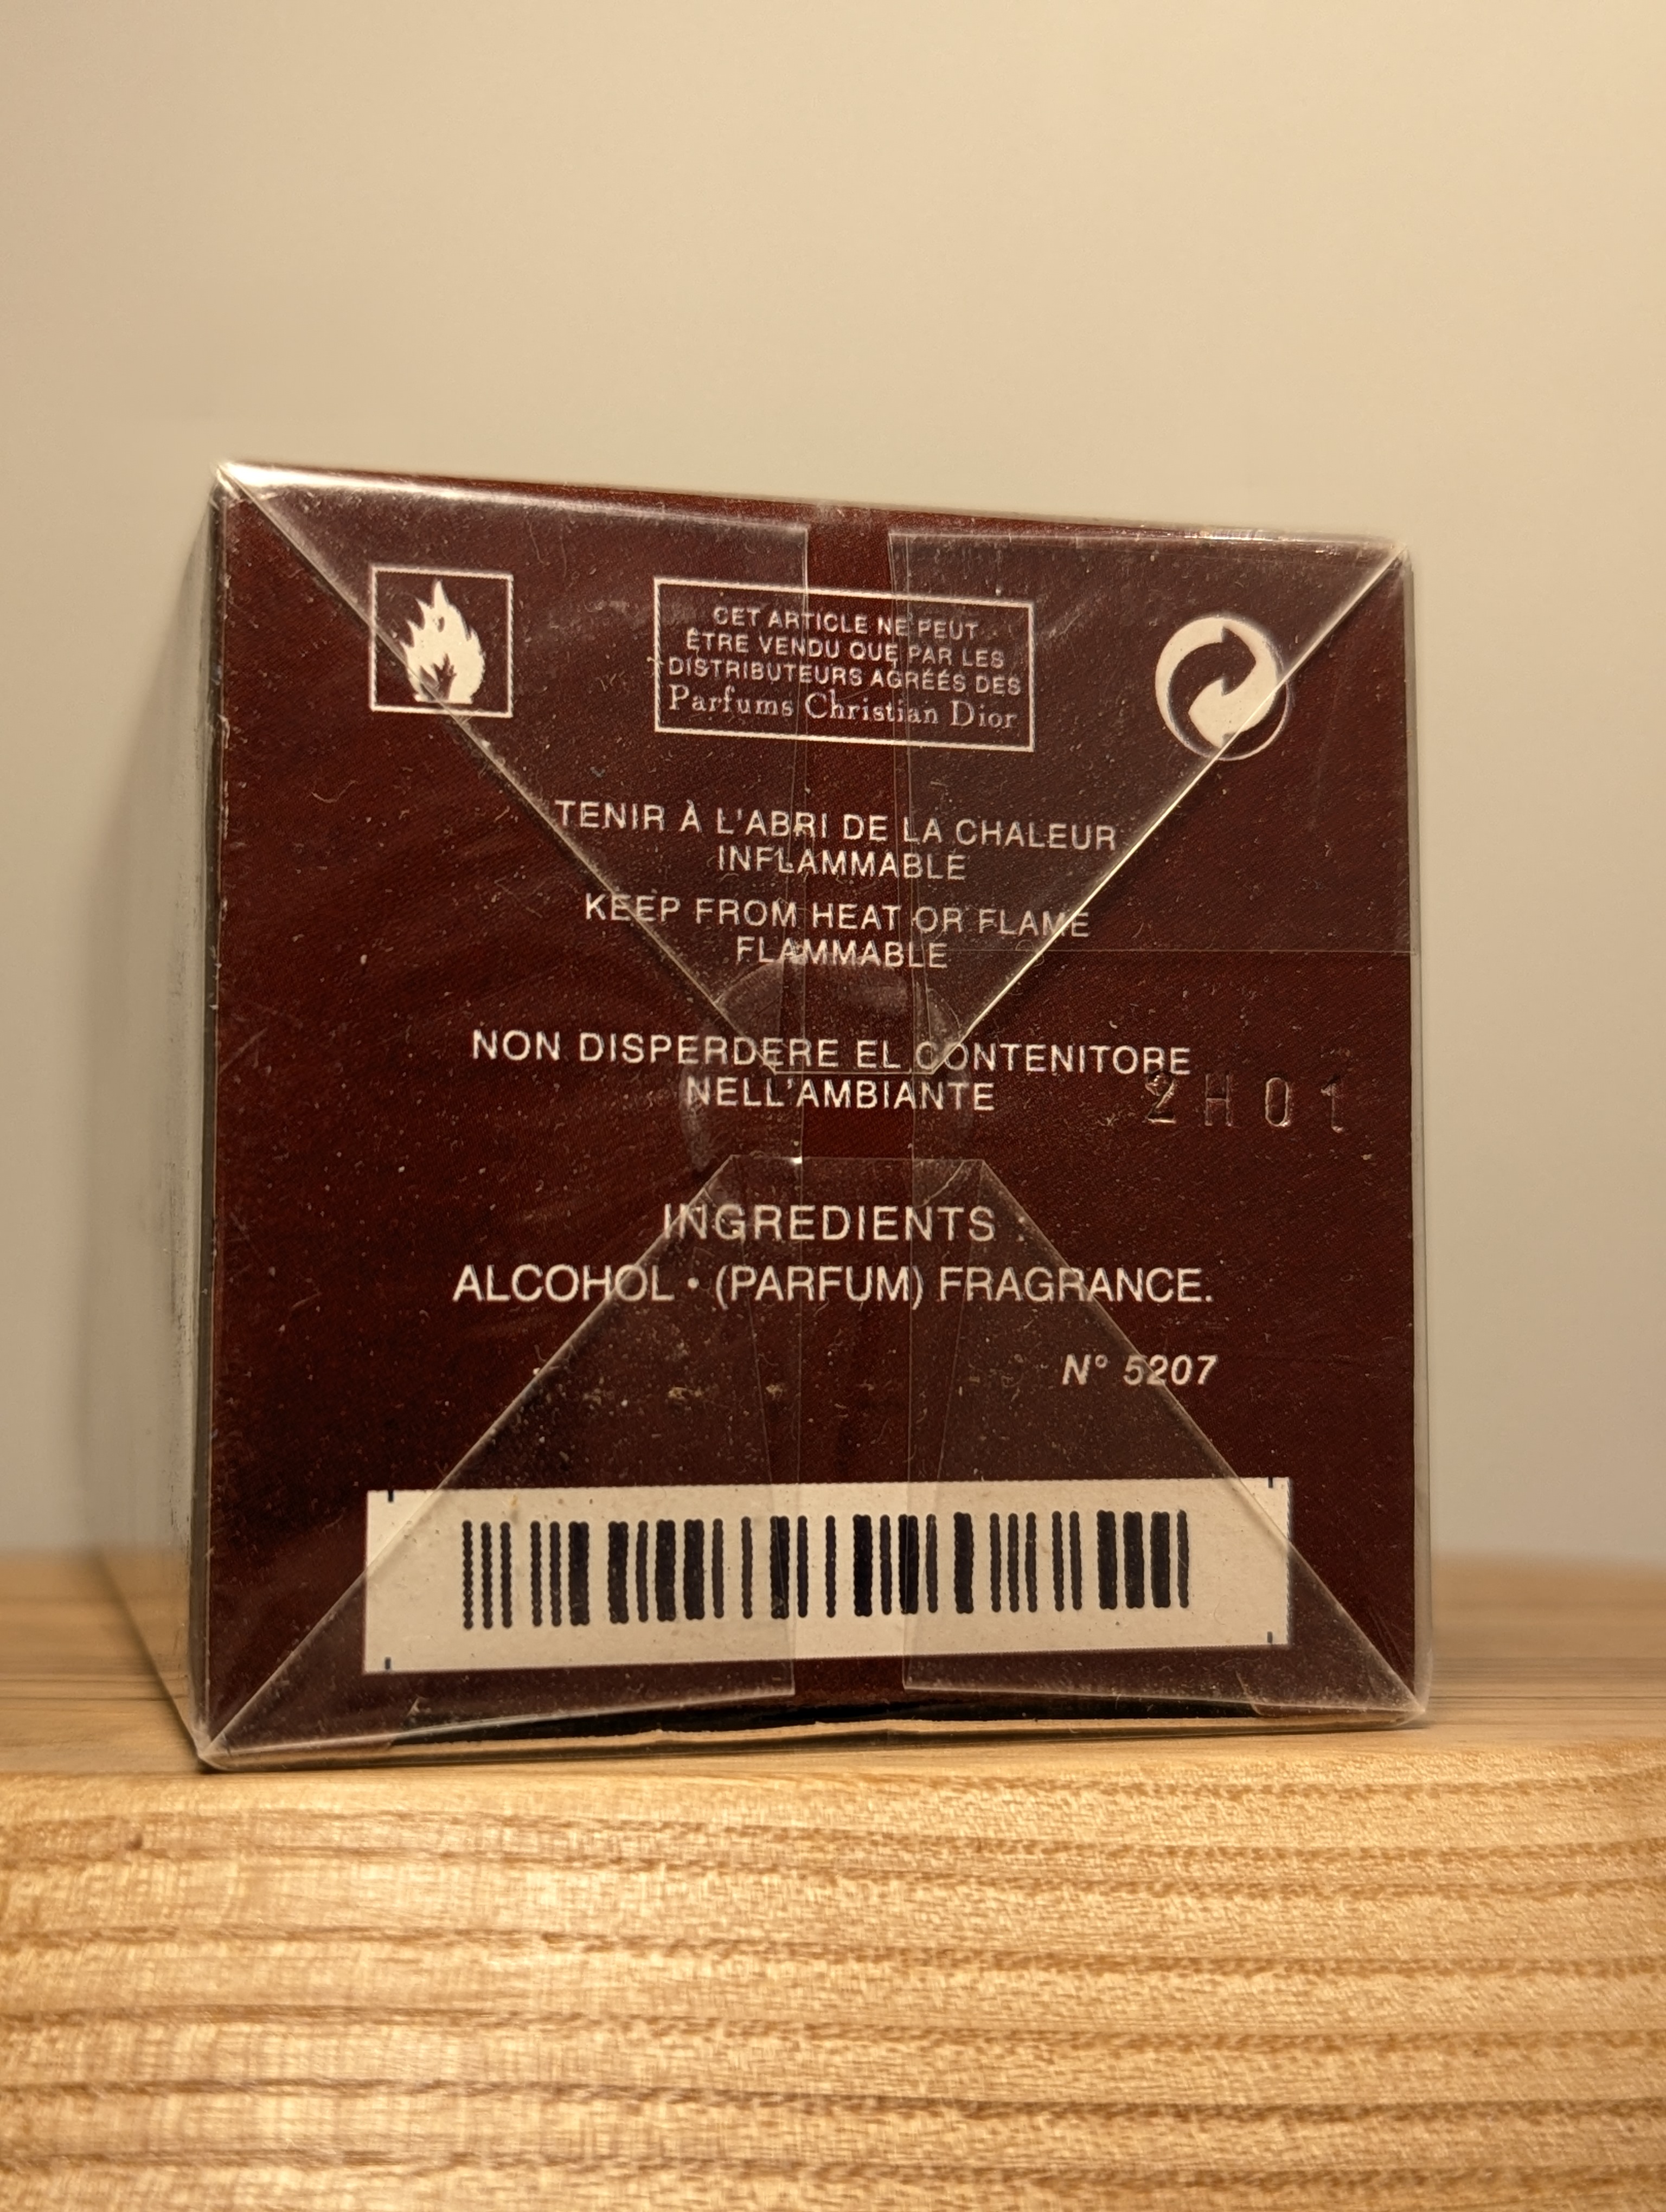 CET ARTICLE NE PEUT
ÊTRE VENDU QUE PAR LES
DISTRIBUTEURS AGRÉÉS DES
Parfums Christian Dior
TENIR À L'ABRI DE LA CHALEUR
INFLAMMABLE
KEEP FROM HEAT OR FLAME
FLAMMABLE
NON DISPERDERE EL CONTENITORE
NELL'AMBIANTE
2H01
INGREDIENTS
ALCOHOL • (PARFUM) FRAGRANCE.
N° 5207